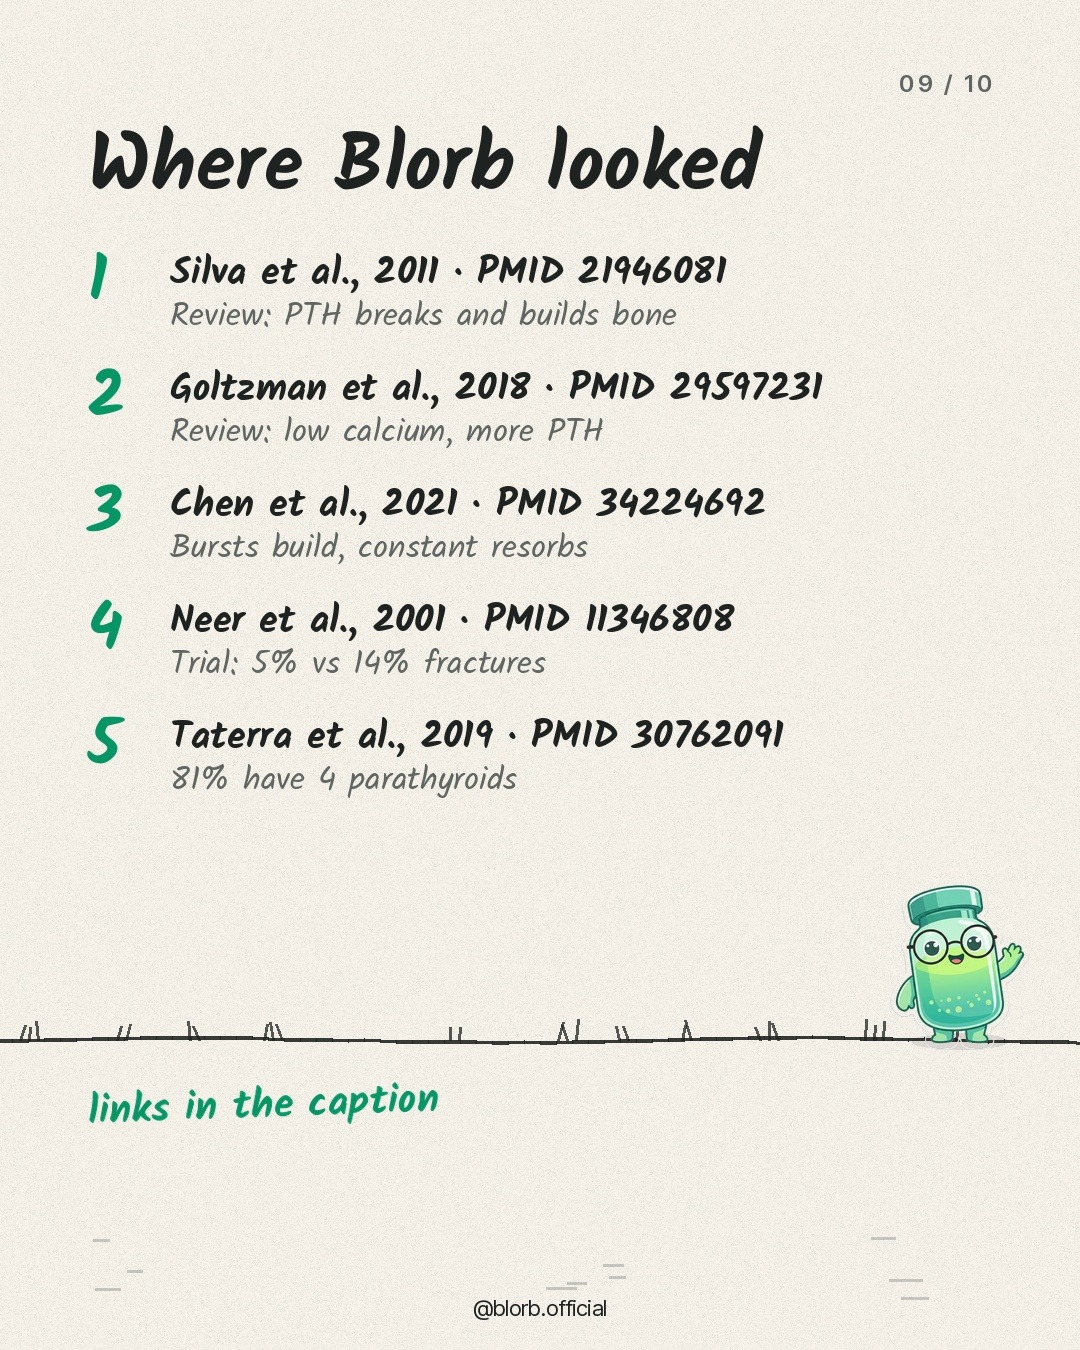 09 / 10
Where Blorb looked
1
Silva et al., 2011 · PMID 21946081
Review: PTH breaks and builds bone
2
Goltzman et al., 2018 · PMID 29597231
Review: low calcium, more PTH
3
Chen et al., 2021 · PMID 34224692
Bursts build, constant resorbs
4
Neer et al., 2001 · PMID 11346808
Trial: 5% vs 14% fractures
5
Taterra et al., 2019 · PMID 30762091
81% have 4 parathyroids
links in the caption
@blorb.official